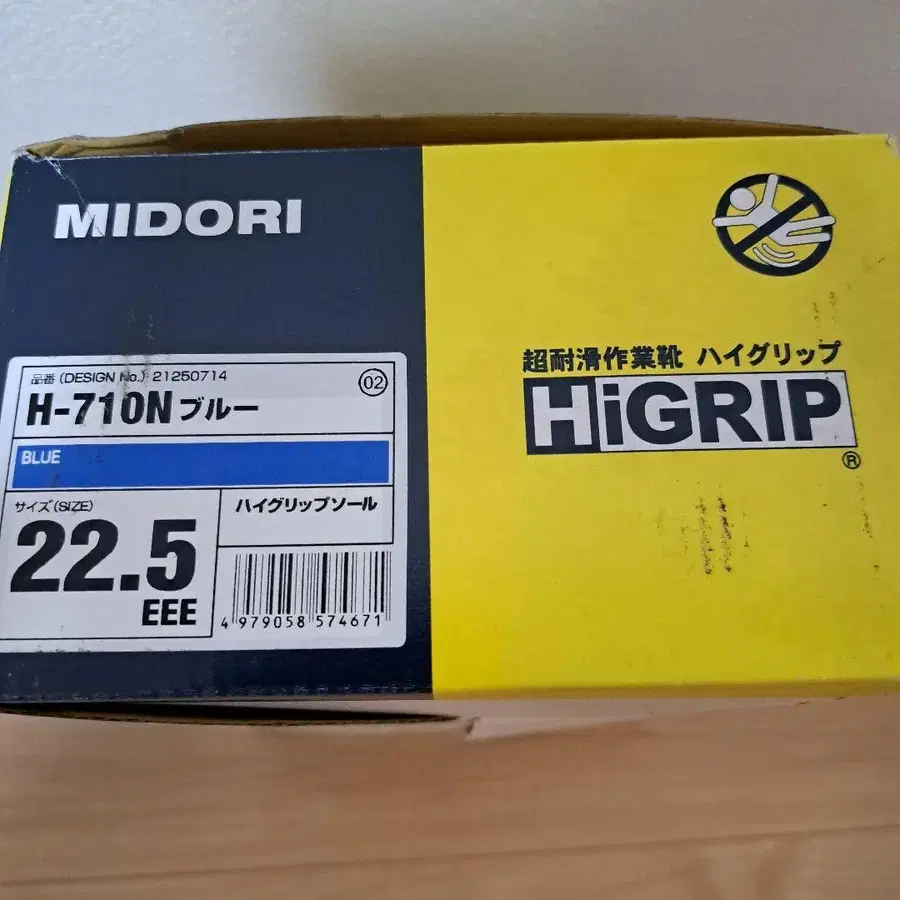 MIDORI
品番 (DESIGN No.) 21250714
02
H-710N ブルー
BLUE
サイズ (SIZE)
22.5
EEE
ハイグリップソール
4 979058 574671
超耐滑作業靴 ハイグリップ
HiGRIP
®